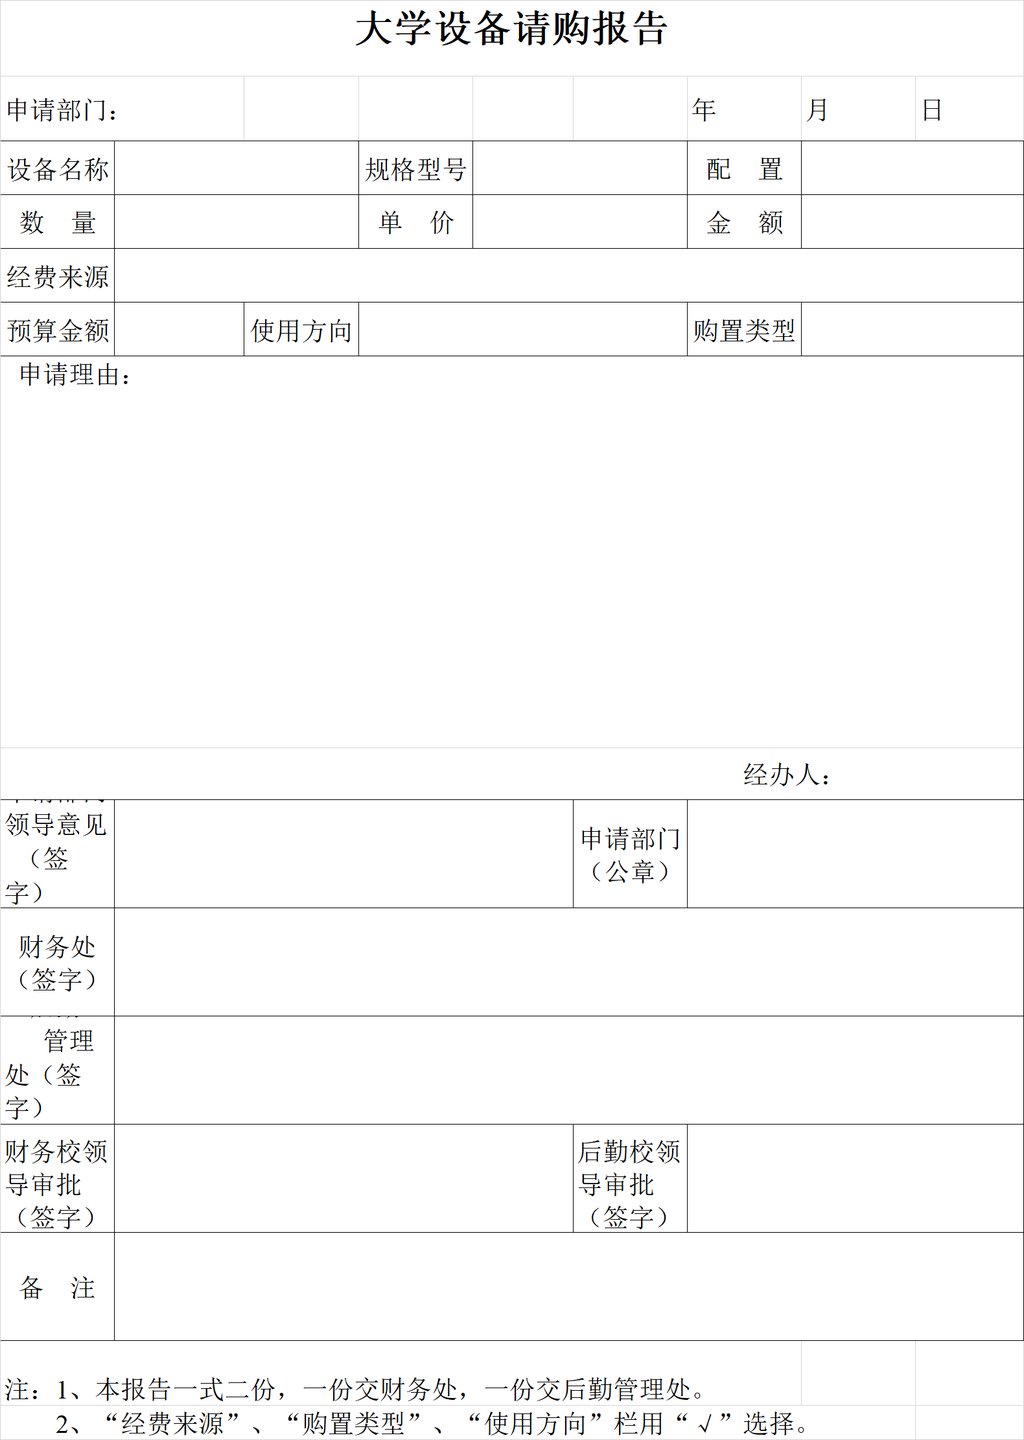 大学设备请购报告
申请部门： 年 月 日
设备名称 规格型号 配 置
数 量 单 价 金 额
经费来源
预算金额 使用方向 购置类型
申请理由：
经办人：
领导意见
（签
字）
申请部门
（公章）
财务处
（签字）
管理
处（签
字）
财务校领
导审批
（签字）
后勤校领
导审批
（签字）
备 注
注：1、本报告一式二份，一份交财务处，一份交后勤管理处。
2、“经费来源”、“购置类型”、“使用方向”栏用“√”选择。